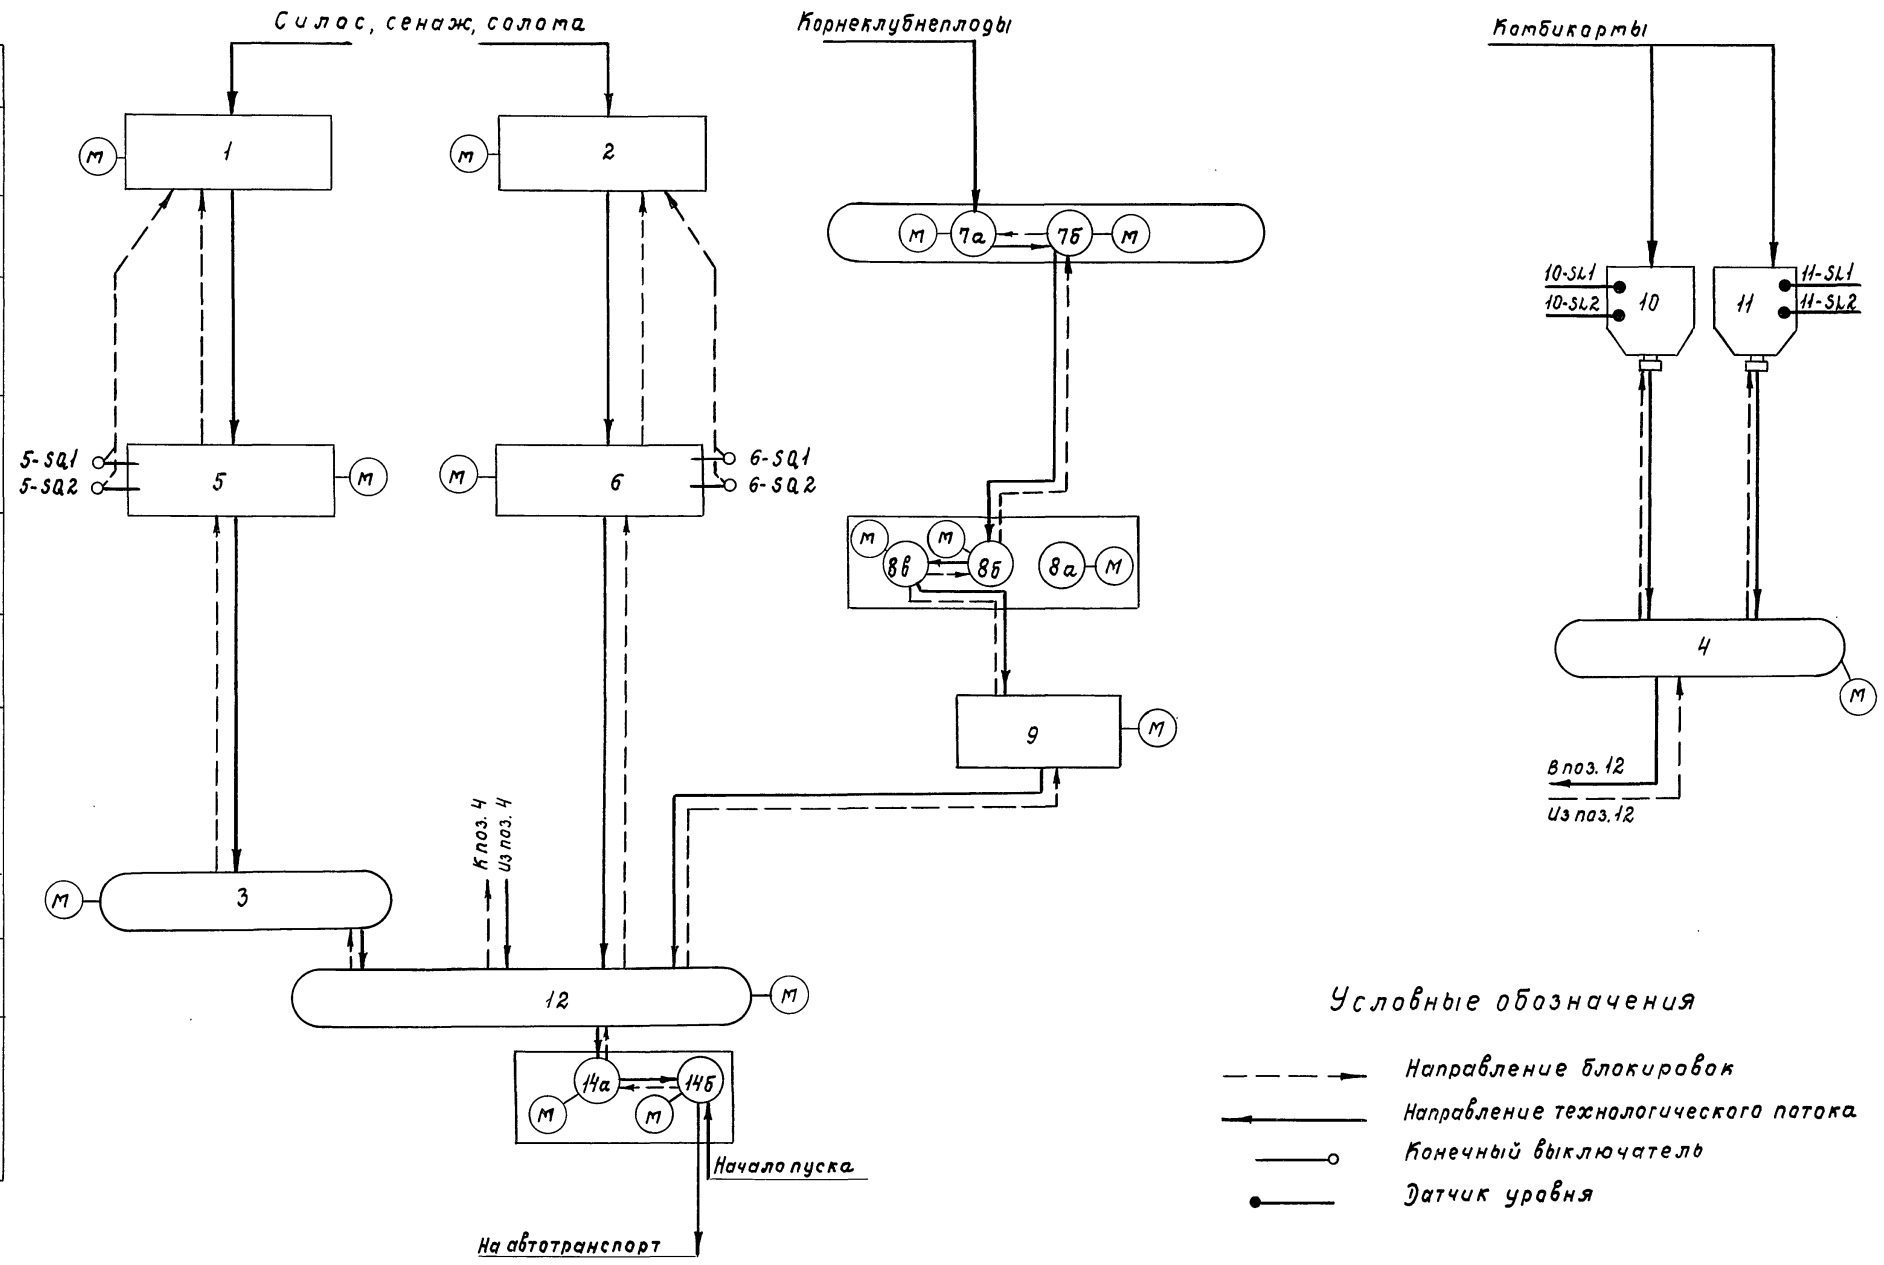 Силос, сенаж, солома
Корнеклубнеплоды
Комбикормы
М
1
М
2
М
7а
7б
М
10-SL1
10-SL2
10
11
11-SL1
11-SL2
5-SQ1
5-SQ2
5
М
М
6
6-SQ1
6-SQ2
М
М
8в
8б
8а
М
4
М
9
М
В поз. 12
Из поз. 12
К поз. 4
Из поз. 4
М
3
12
М
14а
14б
М
М
Начало пуска
На автотранспорт
Условные обозначения
Направление блокировок
Направление технологического потока
Конечный выключатель
Датчик уровня